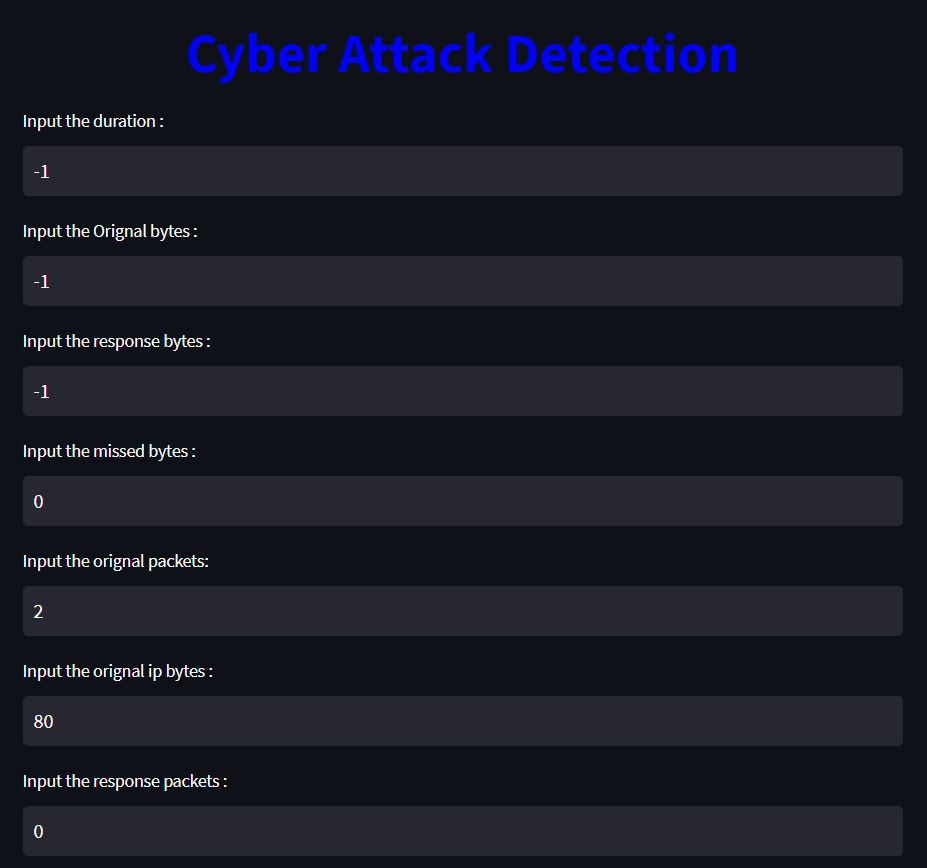 Cyber Attack Detection
Input the duration :
-1
Input the Orignal bytes :
-1
Input the response bytes :
-1
Input the missed bytes :
0
Input the orignal packets:
2
Input the orignal ip bytes :
80
Input the response packets :
0